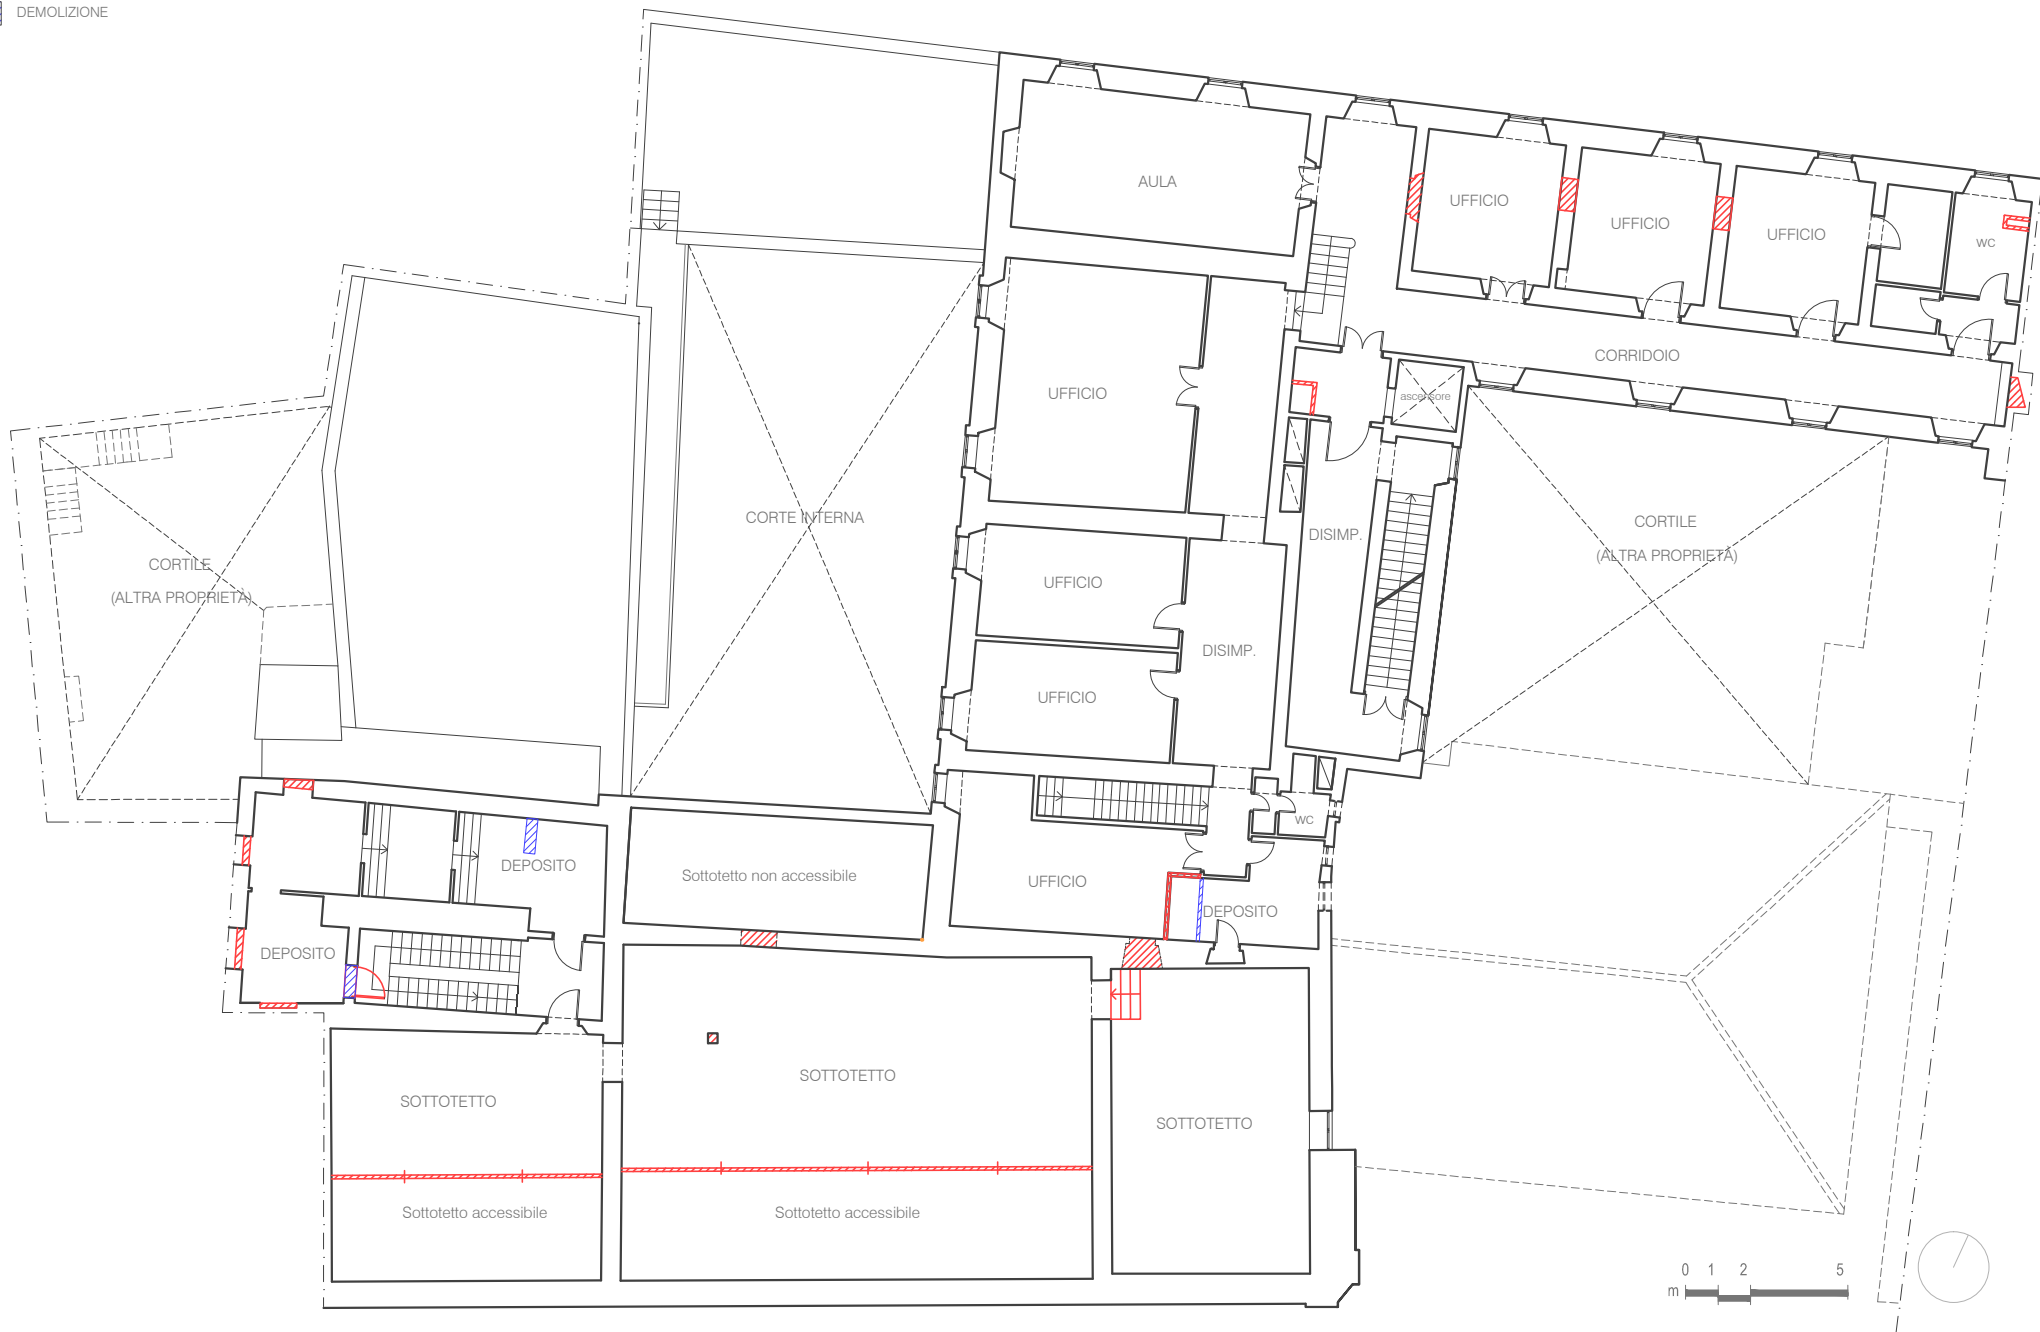 DEMOLIZIONE
AULA
UFFICIO
UFFICIO
UFFICIO
WC
CORRIDOIO
UFFICIO
ascensore
CORTE INTERNA
CORTILE
(ALTRA PROPRIETÀ)
DISIMP.
CORTILE
(ALTRA PROPRIETÀ)
UFFICIO
DISIMP.
UFFICIO
WC
DEPOSITO
Sottotetto non accessibile
UFFICIO
DEPOSITO
DEPOSITO
SOTTOTETTO
SOTTOTETTO
SOTTOTETTO
Sottotetto accessibile
Sottotetto accessibile
0 1 2 5
m